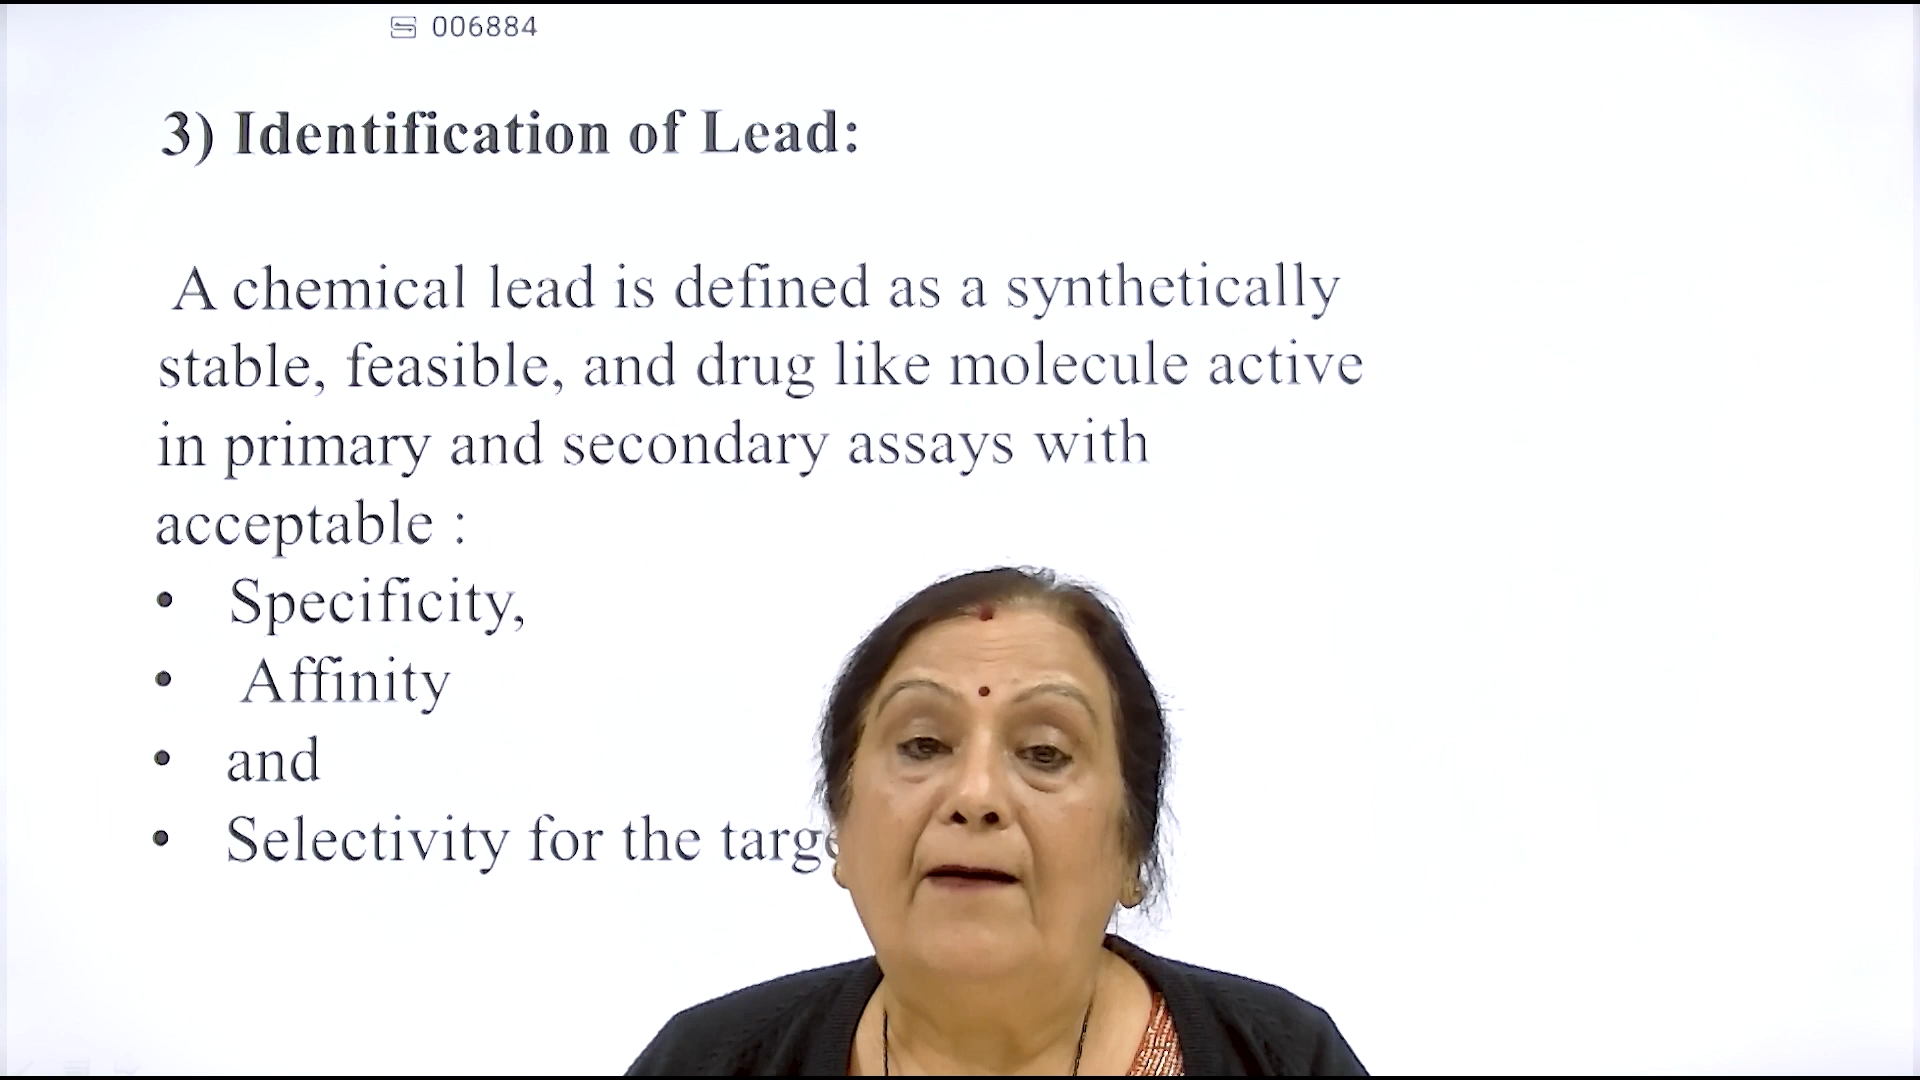 006884
3) Identification of Lead:
A chemical lead is defined as a synthetically
stable, feasible, and drug like molecule active
in primary and secondary assays with
acceptable :
• Specificity,
• Affinity
• and
• Selectivity for the